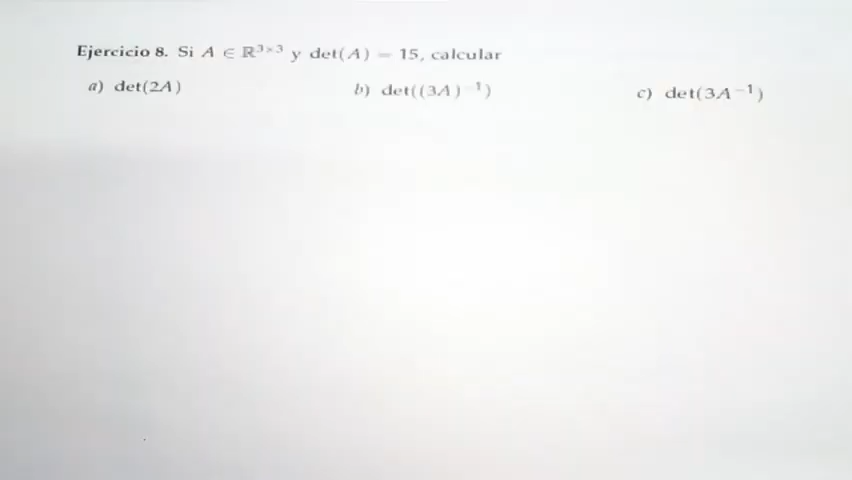 Ejercicio 8. Si A ∈ ℝ³ˣ³ y det(A) = 15, calcular
a) det(2A) b) det((3A)⁻¹) c) det(3A⁻¹)